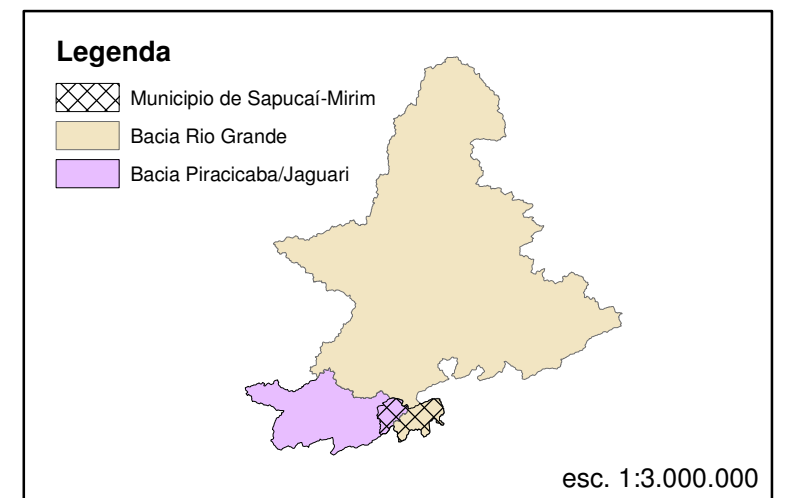 Legenda
Municipio de Sapucaí-Mirim
Bacia Rio Grande
Bacia Piracicaba/Jaguari
esc. 1:3.000.000